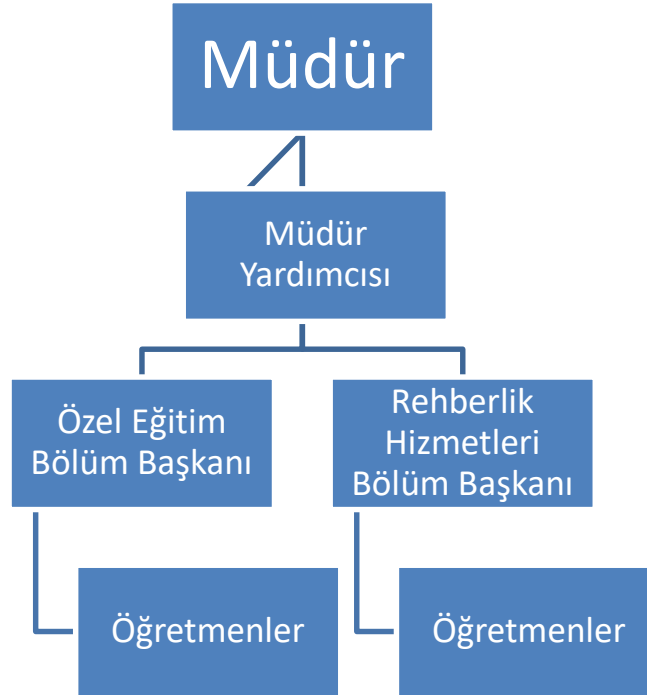 Müdür
Müdür
Yardımcısı
Özel Eğitim
Bölüm Başkanı
Rehberlik
Hizmetleri
Bölüm Başkanı
Öğretmenler
Öğretmenler